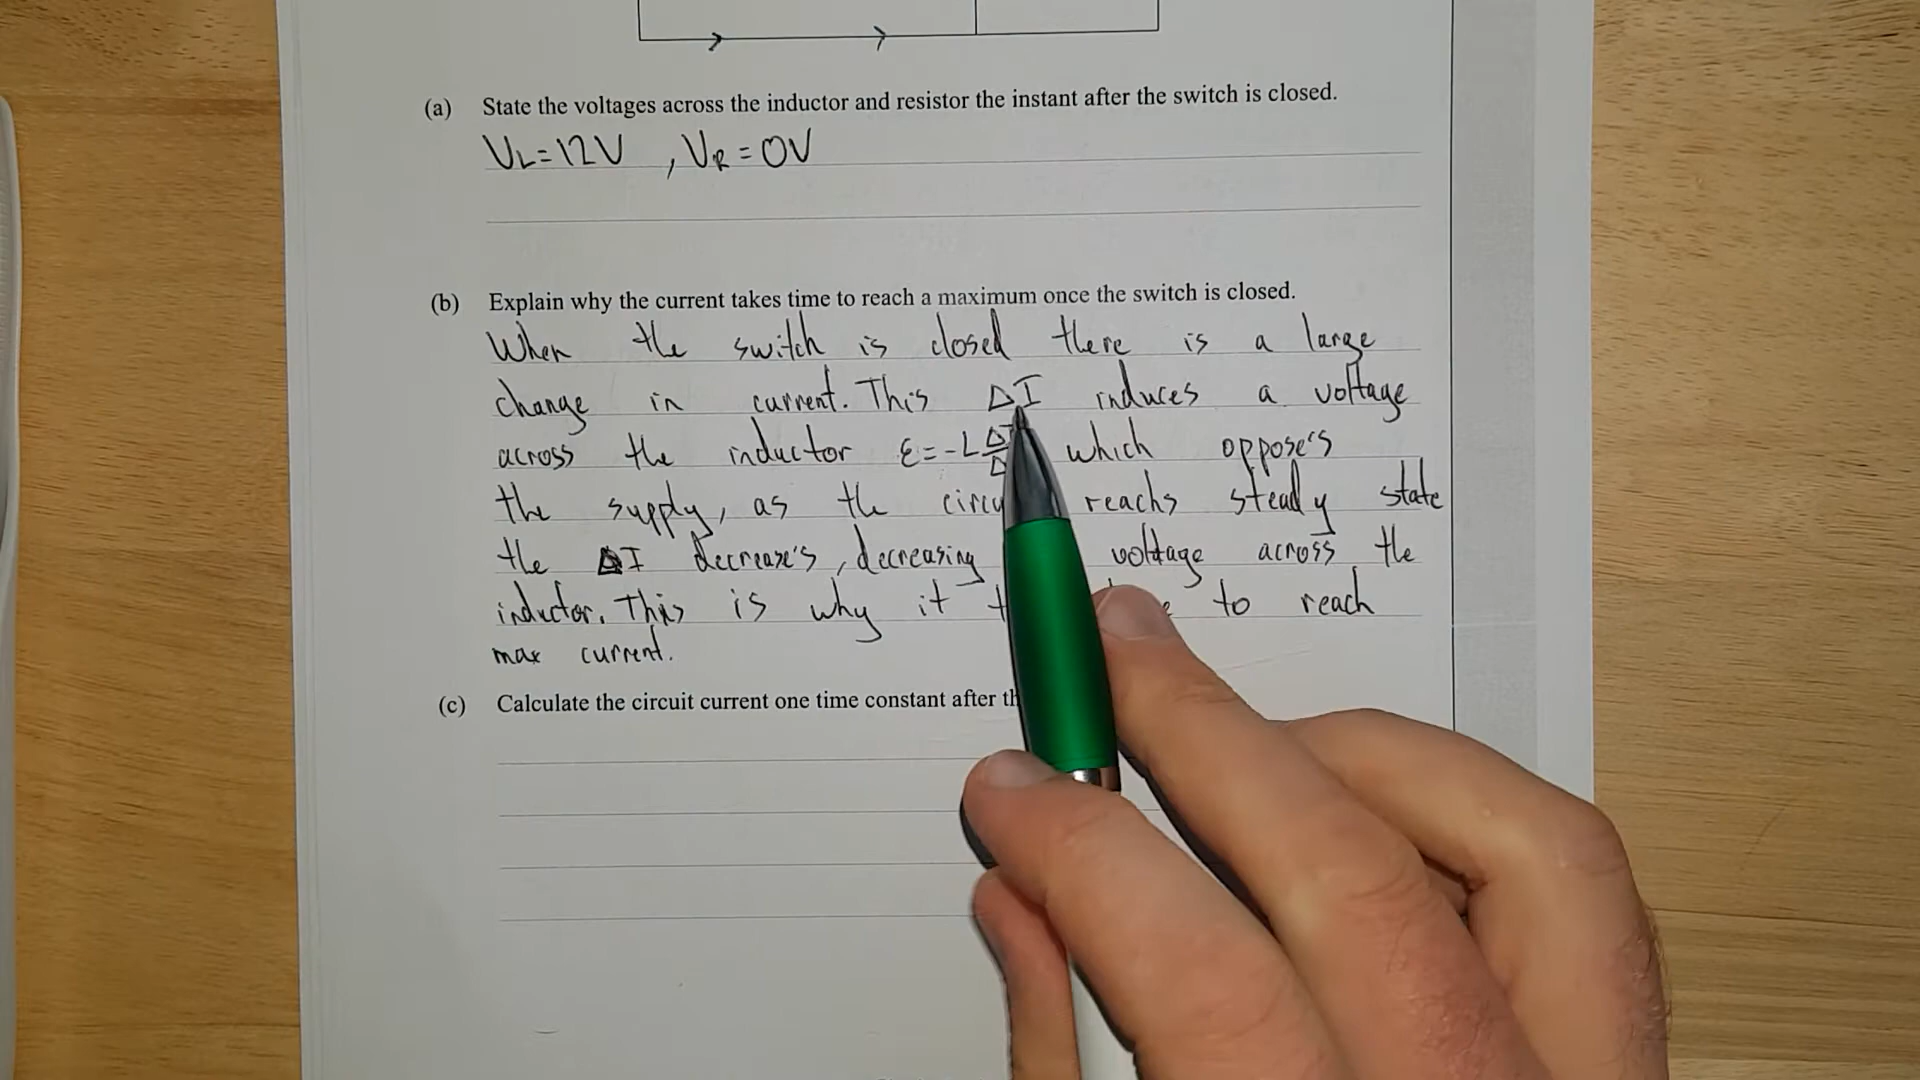 (a) State the voltages across the inductor and resistor the instant after the switch is closed.
VL=12V , VR=0V
(b) Explain why the current takes time to reach a maximum once the switch is closed.
When the switch is closed there is a large
change in current. This ΔI induces a voltage
across the inductor ε=-L which oppose's
the supply, as the reachs steady state
the ΔI decrease's, decreasing voltage across the
inductor. This is why it to reach
max current.
(c) Calculate the circuit current one time constant after